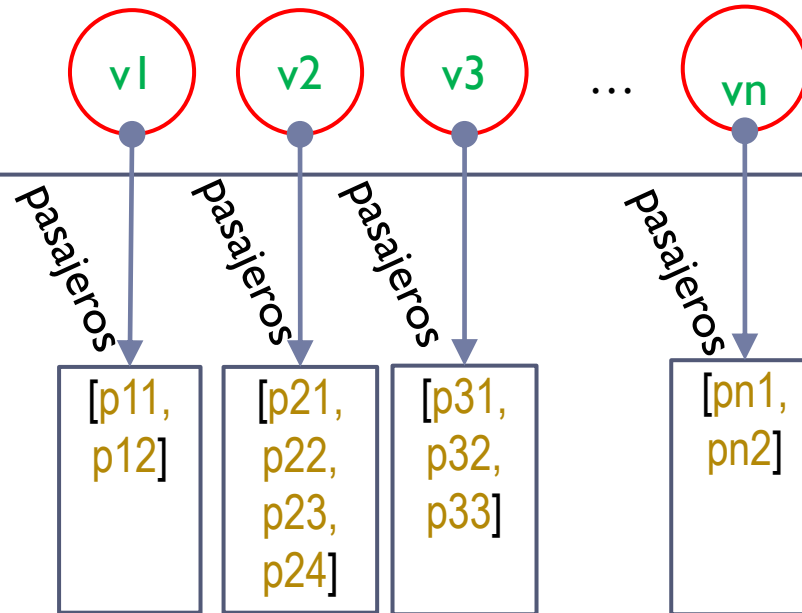 v1
v2
v3
...
vn
pasajeros
pasajeros
pasajeros
pasajeros
[p11,
p12]
[p21,
p22,
p23,
p24]
[p31,
p32,
p33]
[pn1,
pn2]